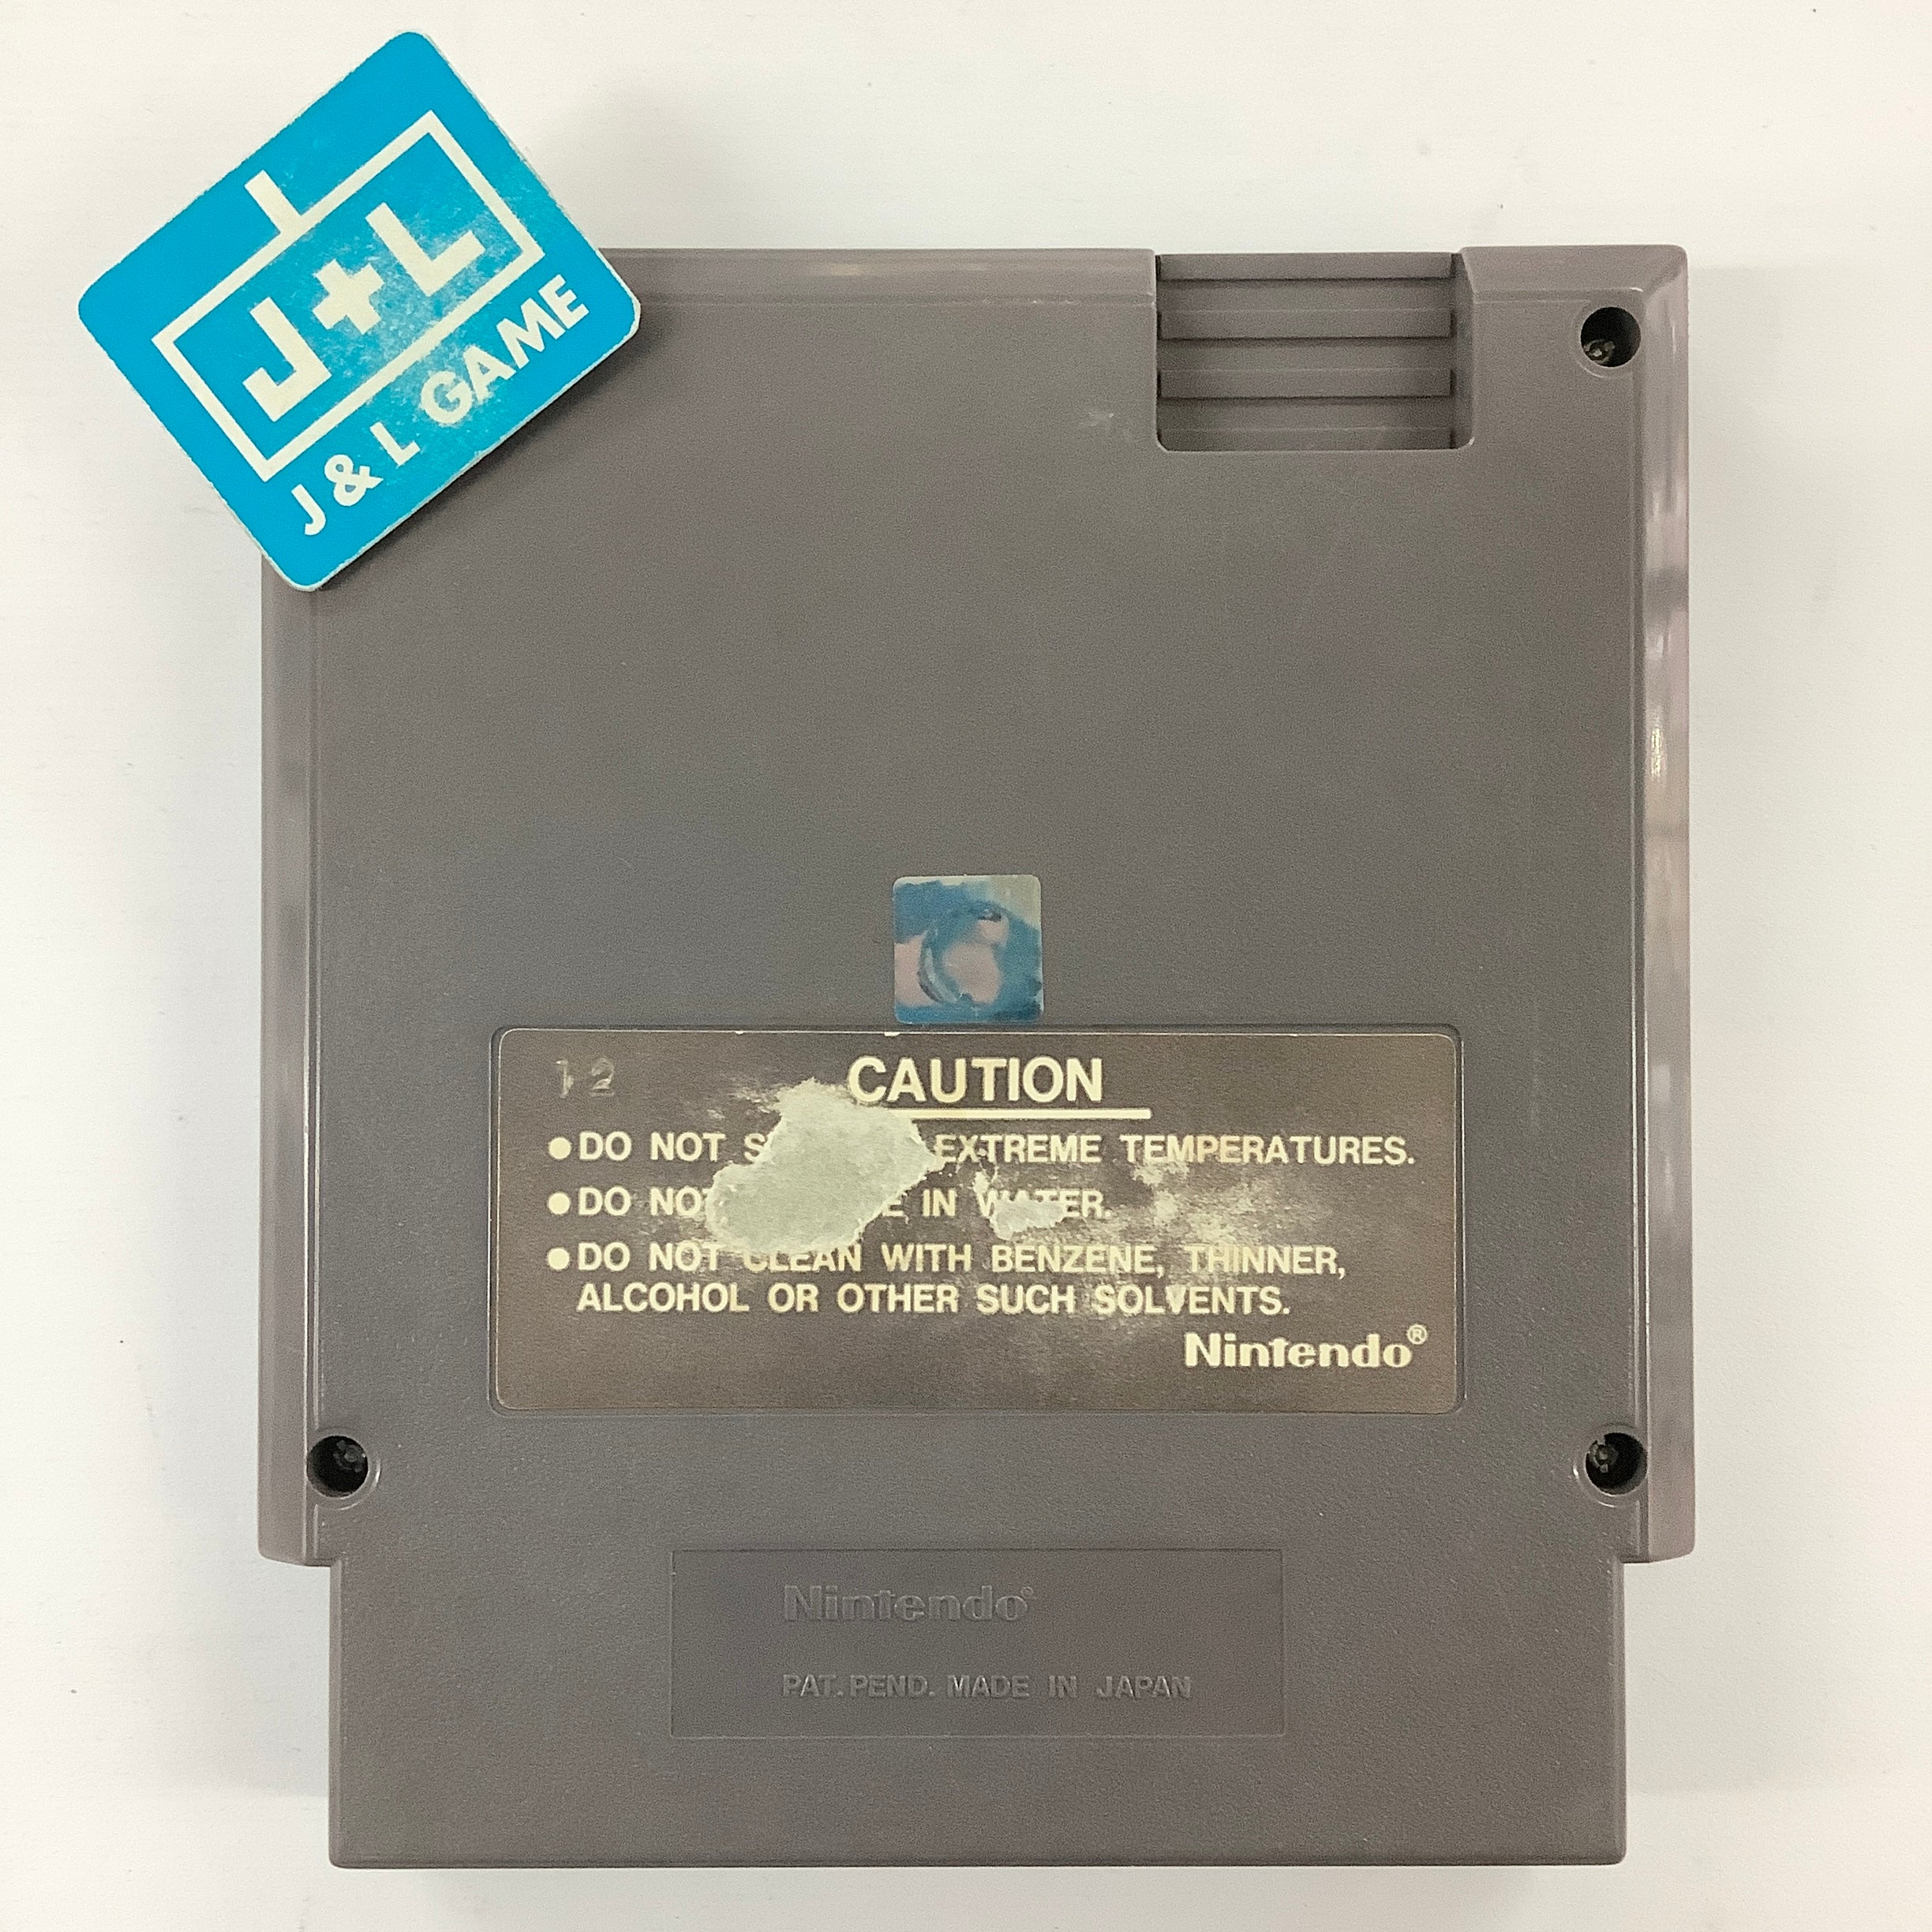 J+L
J & L GAME
12
CAUTION
●DO NOT EXTREME TEMPERATURES.
●DO NOT IN WATER.
●DO NOT CLEAN WITH BENZENE, THINNER,
ALCOHOL OR OTHER SUCH SOLVENTS.
Nintendo®
Nintendo®
PAT. PEND. MADE IN JAPAN